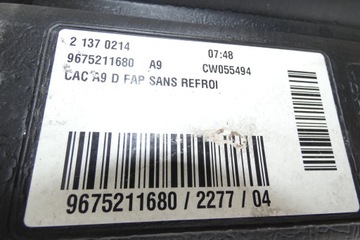 2 137 0214 07:48
9675211680 A9 CW055494
CAC A9 D FAP SANS REFROI
9675211680 / 2277 / 04